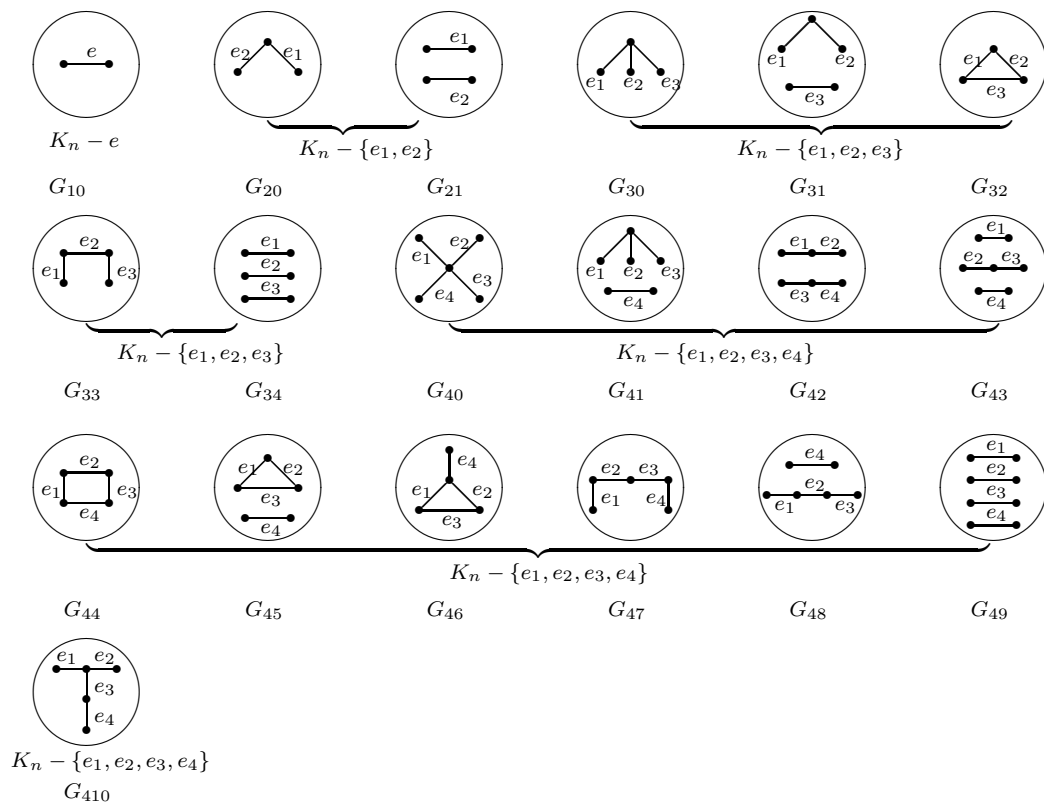 e e₂ e₁ e₁ e₂ e₁ e₂ e₃ e₁ e₂ e₃ e₁ e₂ e₃
Kₙ − e Kₙ − {e₁, e₂} Kₙ − {e₁, e₂, e₃}
G₁₀ G₂₀ G₂₁ G₃₀ G₃₁ G₃₂
e₂ e₁ e₃ e₁ e₂ e₃ e₂ e₁ e₃ e₄ e₁ e₂ e₃ e₄ e₁ e₂ e₃ e₄ e₁ e₂ e₃ e₄
Kₙ − {e₁, e₂, e₃} Kₙ − {e₁, e₂, e₃, e₄}
G₃₃ G₃₄ G₄₀ G₄₁ G₄₂ G₄₃
e₂ e₁ e₃ e₄ e₁ e₂ e₃ e₄ e₄ e₁ e₂ e₃ e₂ e₃ e₁ e₄ e₄ e₂ e₁ e₃ e₁ e₂ e₃ e₄
Kₙ − {e₁, e₂, e₃, e₄}
G₄₄ G₄₅ G₄₆ G₄₇ G₄₈ G₄₉
e₁ e₂
e₃
e₄
Kₙ − {e₁, e₂, e₃, e₄}
G₄₁₀